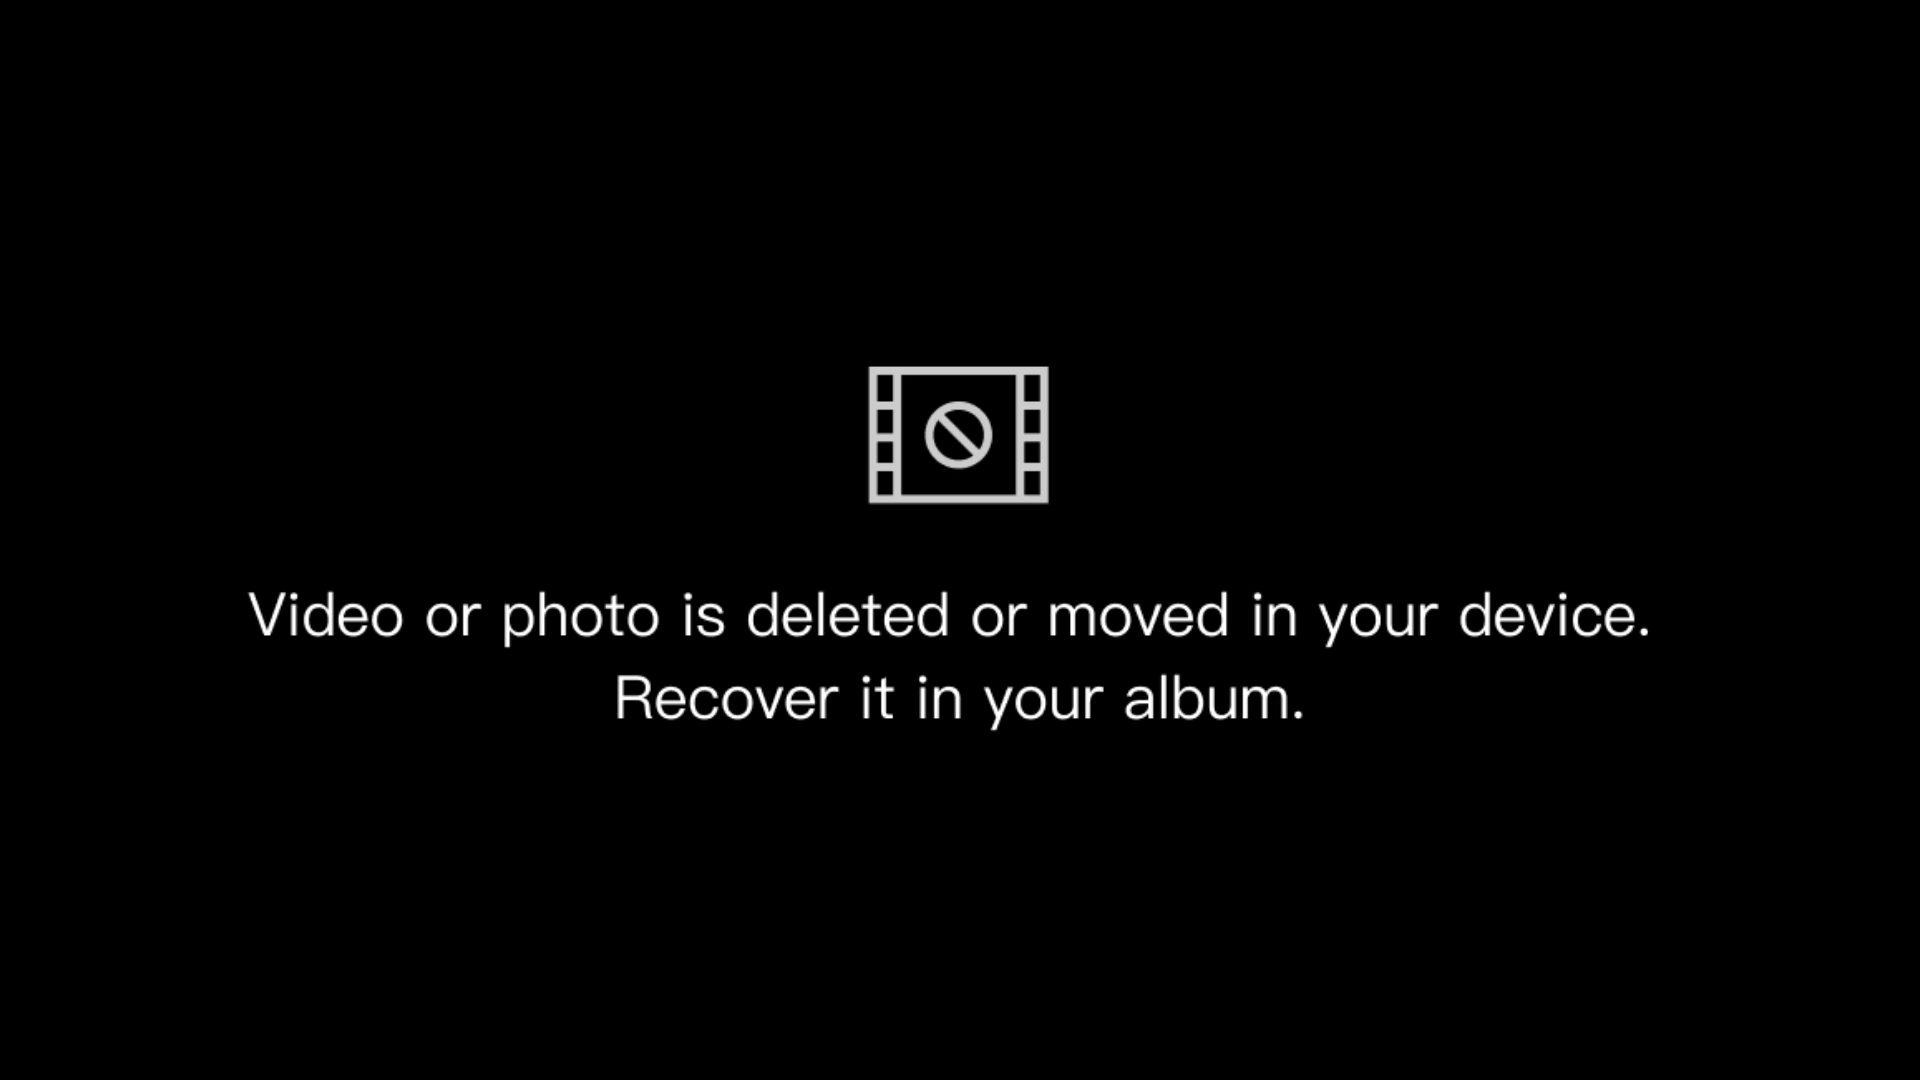 Video or photo is deleted or moved in your device.
Recover it in your album.